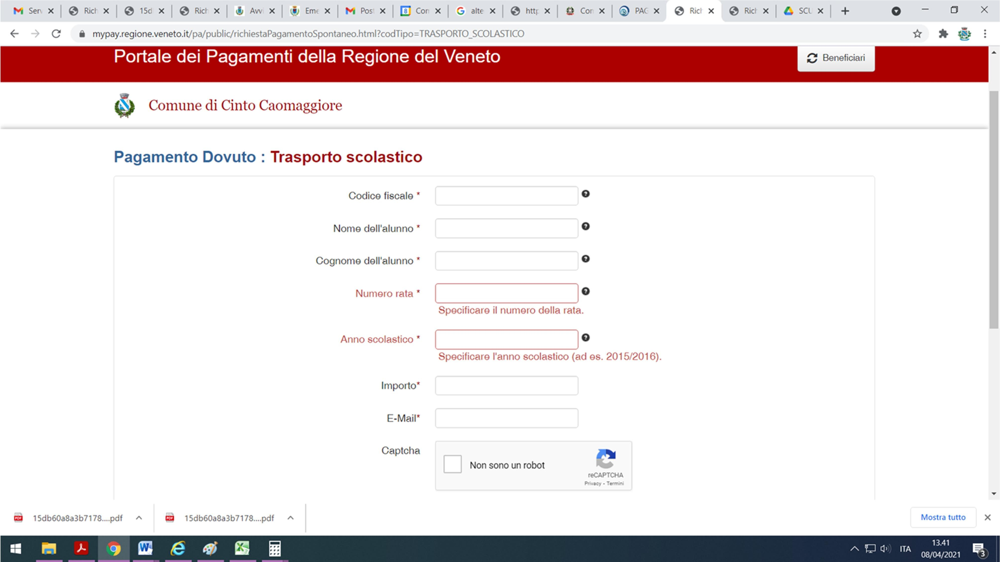 Serv
Rich
15d
Rich
Avvi
Eme
Post
Con
alte
http
Con
PAG
Rich
Rich
SCU
mypay.regione.veneto.it/pa/public/richiestaPagamentoSpontaneo.html?codTipo=TRASPORTO_SCOLASTICO
Portale dei Pagamenti della Regione del Veneto
Beneficiari
Comune di Cinto Caomaggiore
Pagamento Dovuto : Trasporto scolastico
Codice fiscale *
Nome dell'alunno *
Cognome dell'alunno *
Numero rata *
Specificare il numero della rata.
Anno scolastico *
Specificare l'anno scolastico (ad es. 2015/2016).
Importo*
E-Mail*
Captcha
Non sono un robot
reCAPTCHA
Privacy - Termini
15db60a8a3b7178....pdf
15db60a8a3b7178....pdf
Mostra tutto
ITA
13.41
08/04/2021
3